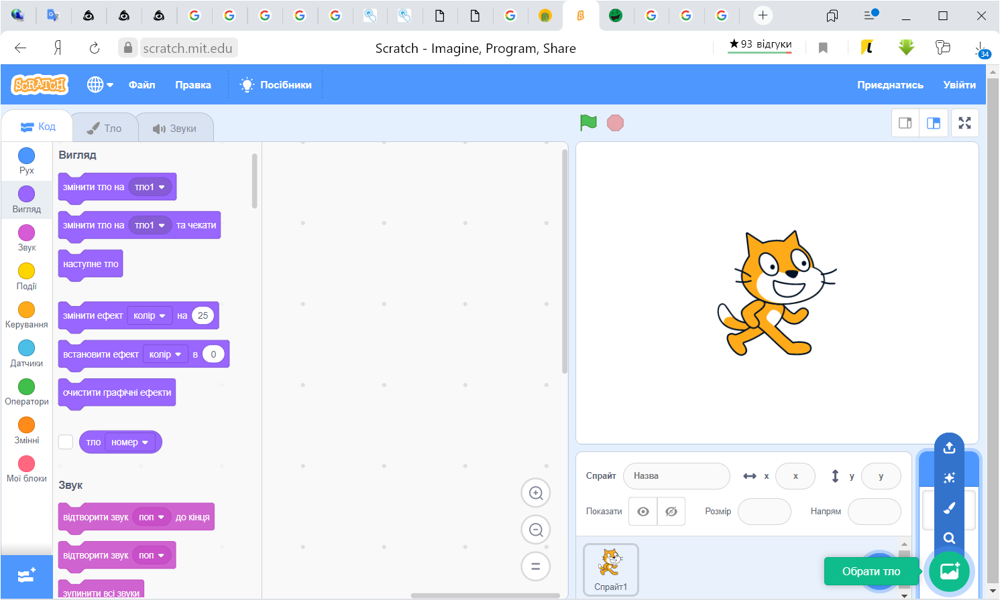 scratch.mit.edu
Scratch - Imagine, Program, Share
★93 відгуки
34
SCRATCH
Файл
Правка
Посібники
Приєднатись
Увійти
Код
Тло
Звуки
Рух
Вигляд
Звук
Події
Керування
Датчики
Оператори
Змінні
Мої блоки
Вигляд
змінити тло на тло1
змінити тло на тло1 та чекати
наступне тло
змінити ефект колір на 25
встановити ефект колір в 0
очистити графічні ефекти
тло номер
Звук
відтворити звук поп до кінця
відтворити звук поп
зупинити всі звуки
Спрайт Назва x x y y
Показати Розмір Напрям
Спрайт1
Обрати тло